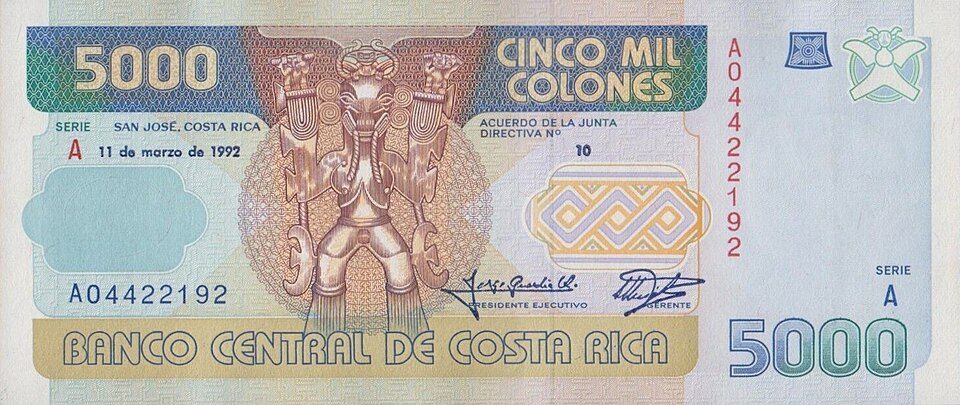 5000
CINCO MIL
COLONES
SERIE SAN JOSÉ, COSTA RICA
A 11 de marzo de 1992
ACUERDO DE LA JUNTA
DIRECTIVA Nº
10
A04422192
A04422192
PRESIDENTE EJECUTIVO
GERENTE
SERIE
A
BANCO CENTRAL DE COSTA RICA
5000